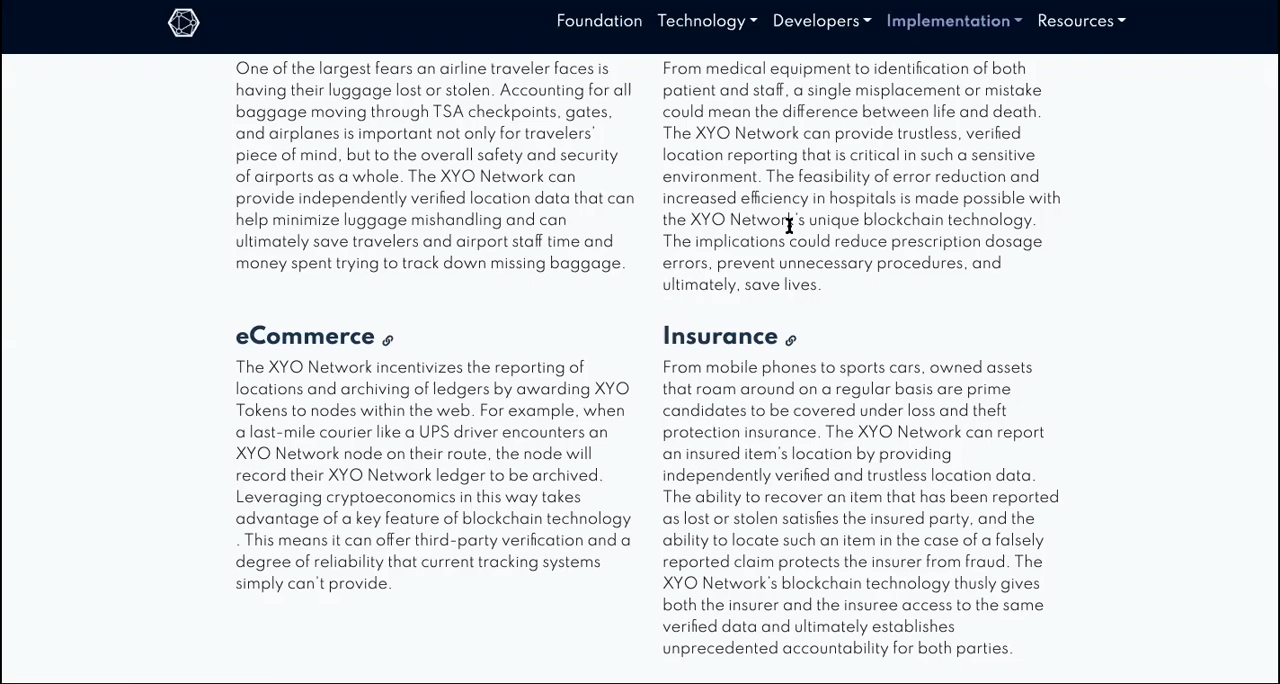 Foundation Technology Developers Implementation Resources
One of the largest fears an airline traveler faces is
having their luggage lost or stolen. Accounting for all
baggage moving through TSA checkpoints, gates,
and airplanes is important not only for travelers'
piece of mind, but to the overall safety and security
of airports as a whole. The XYO Network can
provide independently verified location data that can
help minimize luggage mishandling and can
ultimately save travelers and airport staff time and
money spent trying to track down missing baggage.
From medical equipment to identification of both
patient and staff, a single misplacement or mistake
could mean the difference between life and death.
The XYO Network can provide trustless, verified
location reporting that is critical in such a sensitive
environment. The feasibility of error reduction and
increased efficiency in hospitals is made possible with
the XYO Network's unique blockchain technology.
The implications could reduce prescription dosage
errors, prevent unnecessary procedures, and
ultimately, save lives.
eCommerce
The XYO Network incentivizes the reporting of
locations and archiving of ledgers by awarding XYO
Tokens to nodes within the web. For example, when
a last-mile courier like a UPS driver encounters an
XYO Network node on their route, the node will
record their XYO Network ledger to be archived.
Leveraging cryptoeconomics in this way takes
advantage of a key feature of blockchain technology
. This means it can offer third-party verification and a
degree of reliability that current tracking systems
simply can't provide.
Insurance
From mobile phones to sports cars, owned assets
that roam around on a regular basis are prime
candidates to be covered under loss and theft
protection insurance. The XYO Network can report
an insured item's location by providing
independently verified and trustless location data.
The ability to recover an item that has been reported
as lost or stolen satisfies the insured party, and the
ability to locate such an item in the case of a falsely
reported claim protects the insurer from fraud. The
XYO Network's blockchain technology thusly gives
both the insurer and the insuree access to the same
verified data and ultimately establishes
unprecedented accountability for both parties.